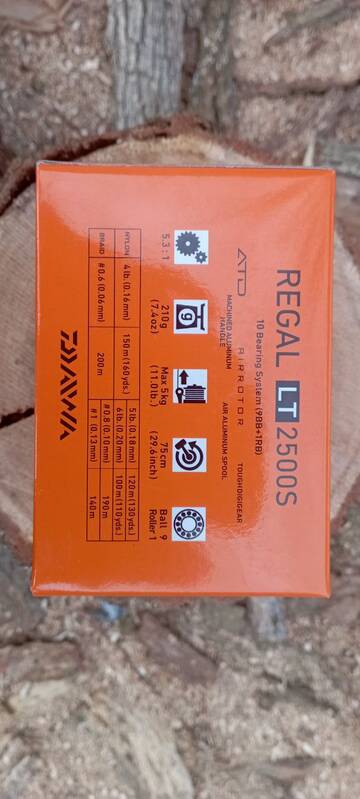 REGAL LT 2500S
10 Bearing System (9BB+1RB)
ATD AIRROTOR TOUGHDIGIGEAR
MACHINED ALUMINUM HANDLE AIR ALUMINUM SPOOL
g
5.3:1
210g
(7.4oz)
Max 5kg
(11.0lb.)
75cm
(29.6inch)
Ball 9
Roller 1
NYLON 4lb. (0.16mm) 150m (160yds.) 5lb. (0.18mm) 120m (130yds.)
6lb. (0.20mm) 100m (110yds.)
BRAID #0.6 (0.06mm) 200m #0.8 (0.10mm) 190m
#1 (0.13mm) 140m
DAIWA